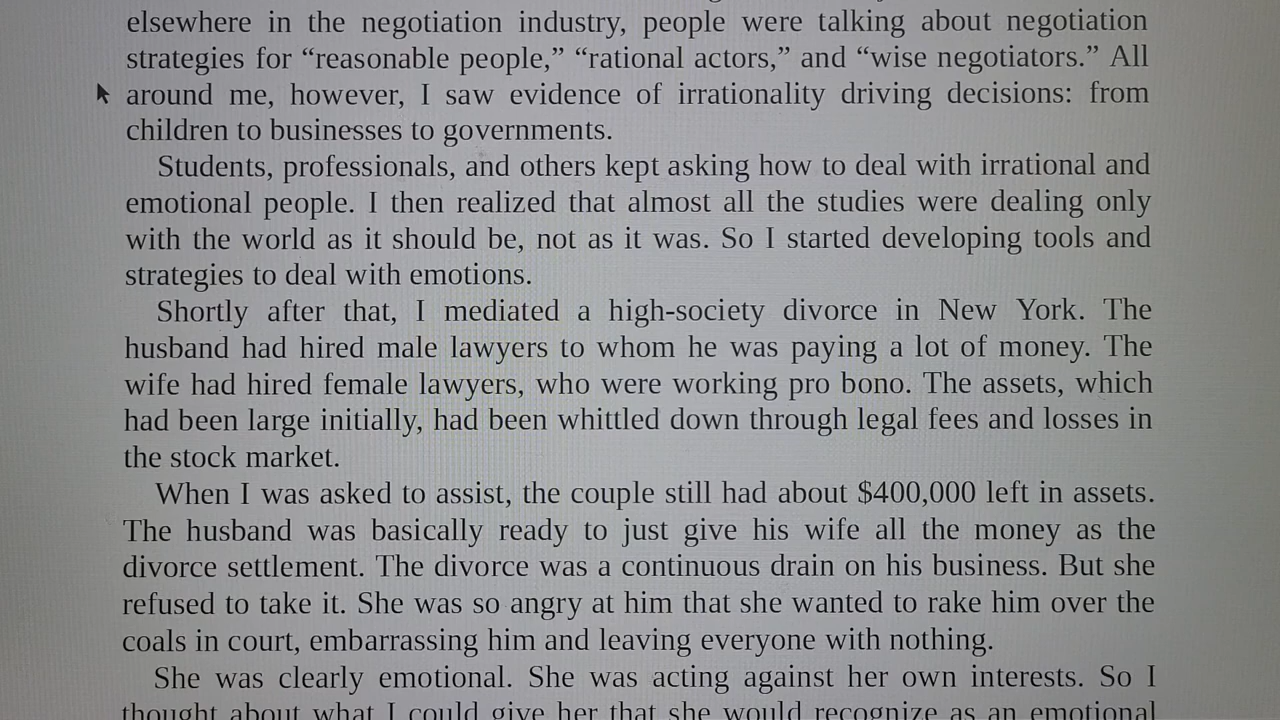 elsewhere in the negotiation industry, people were talking about negotiation
strategies for “reasonable people,” “rational actors,” and “wise negotiators.” All
around me, however, I saw evidence of irrationality driving decisions: from
children to businesses to governments.
Students, professionals, and others kept asking how to deal with irrational and
emotional people. I then realized that almost all the studies were dealing only
with the world as it should be, not as it was. So I started developing tools and
strategies to deal with emotions.
Shortly after that, I mediated a high-society divorce in New York. The
husband had hired male lawyers to whom he was paying a lot of money. The
wife had hired female lawyers, who were working pro bono. The assets, which
had been large initially, had been whittled down through legal fees and losses in
the stock market.
When I was asked to assist, the couple still had about $400,000 left in assets.
The husband was basically ready to just give his wife all the money as the
divorce settlement. The divorce was a continuous drain on his business. But she
refused to take it. She was so angry at him that she wanted to rake him over the
coals in court, embarrassing him and leaving everyone with nothing.
She was clearly emotional. She was acting against her own interests. So I
thought about what I could give her that she would recognize as an emotional